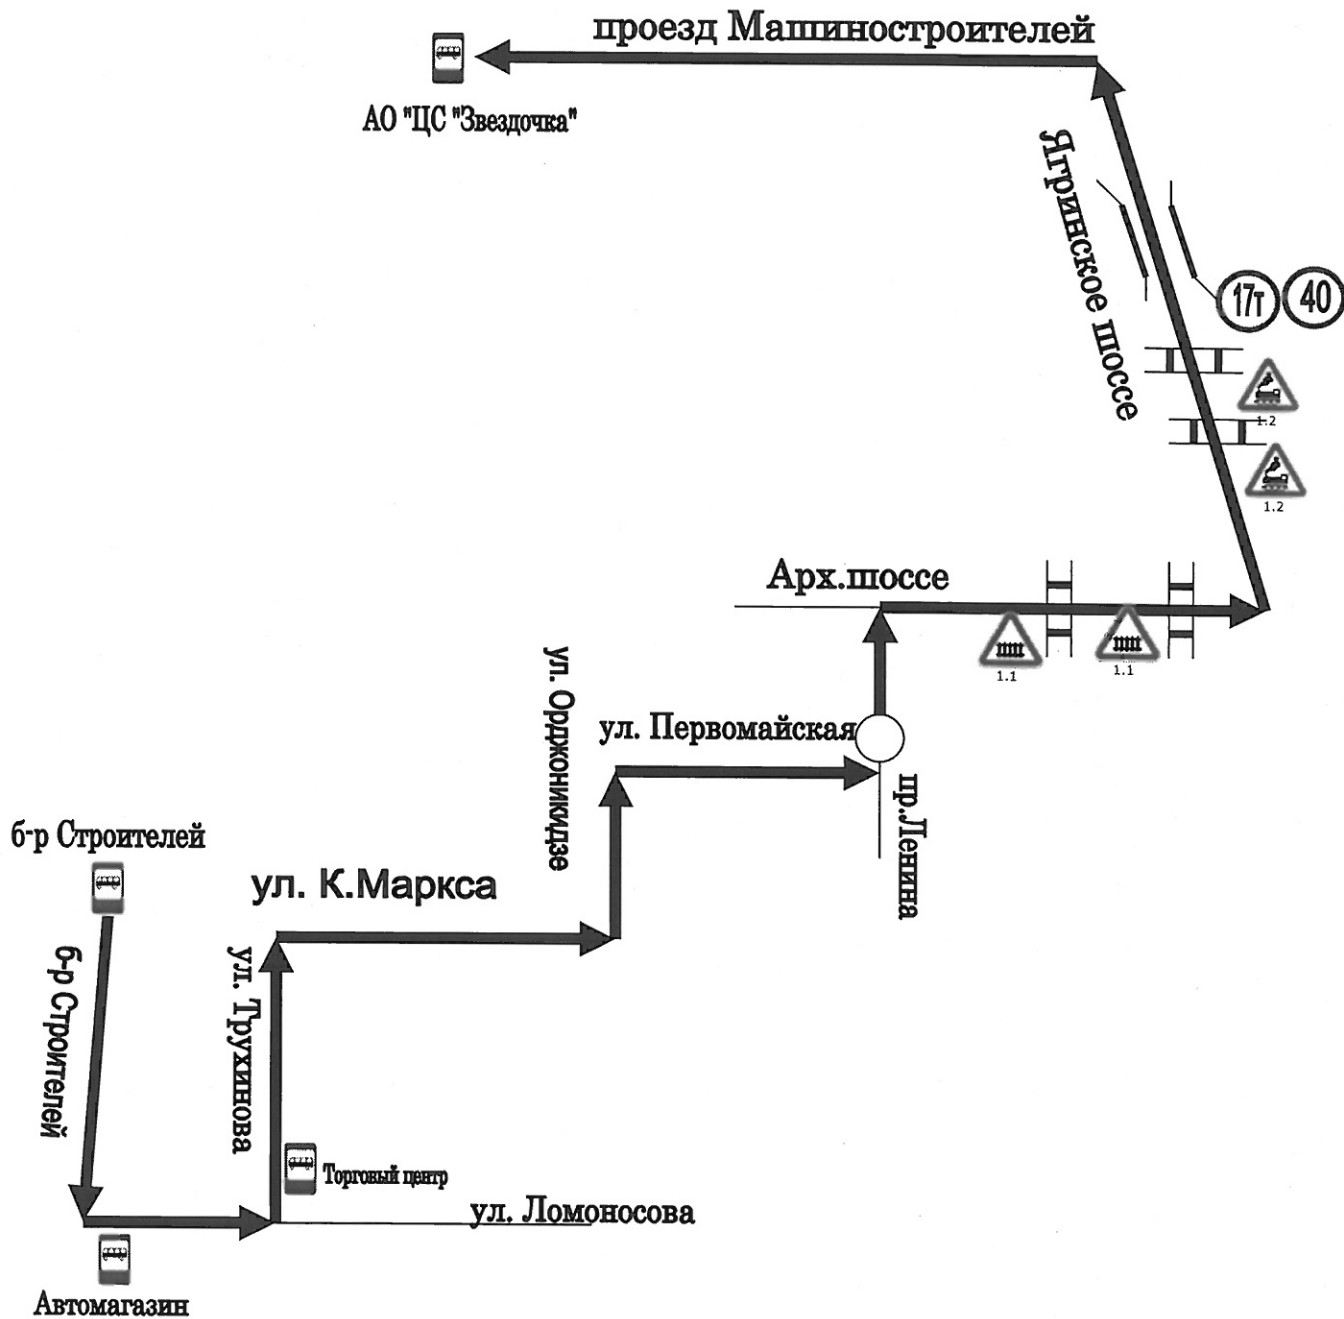 проезд Машиностроителей
АО "ЦС "Звездочка"
Ягринское шоссе
17т
40
1.2
1.2
Арх.шоссе
1.1
1.1
ул. Орджоникидзе
ул. Первомайская
пр.Ленина
б-р Строителей
ул. К.Маркса
б-р Строителей
ул. Трухинова
Торговый центр
ул. Ломоносова
Автомагазин